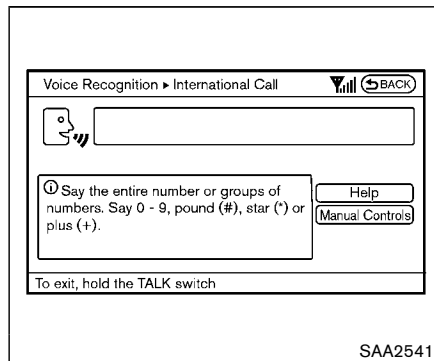 Voice Recognition ▸ International Call
BACK
Say the entire number or groups of
numbers. Say 0 - 9, pound (#), star (*) or
plus (+).
Help
Manual Controls
To exit, hold the TALK switch
SAA2541